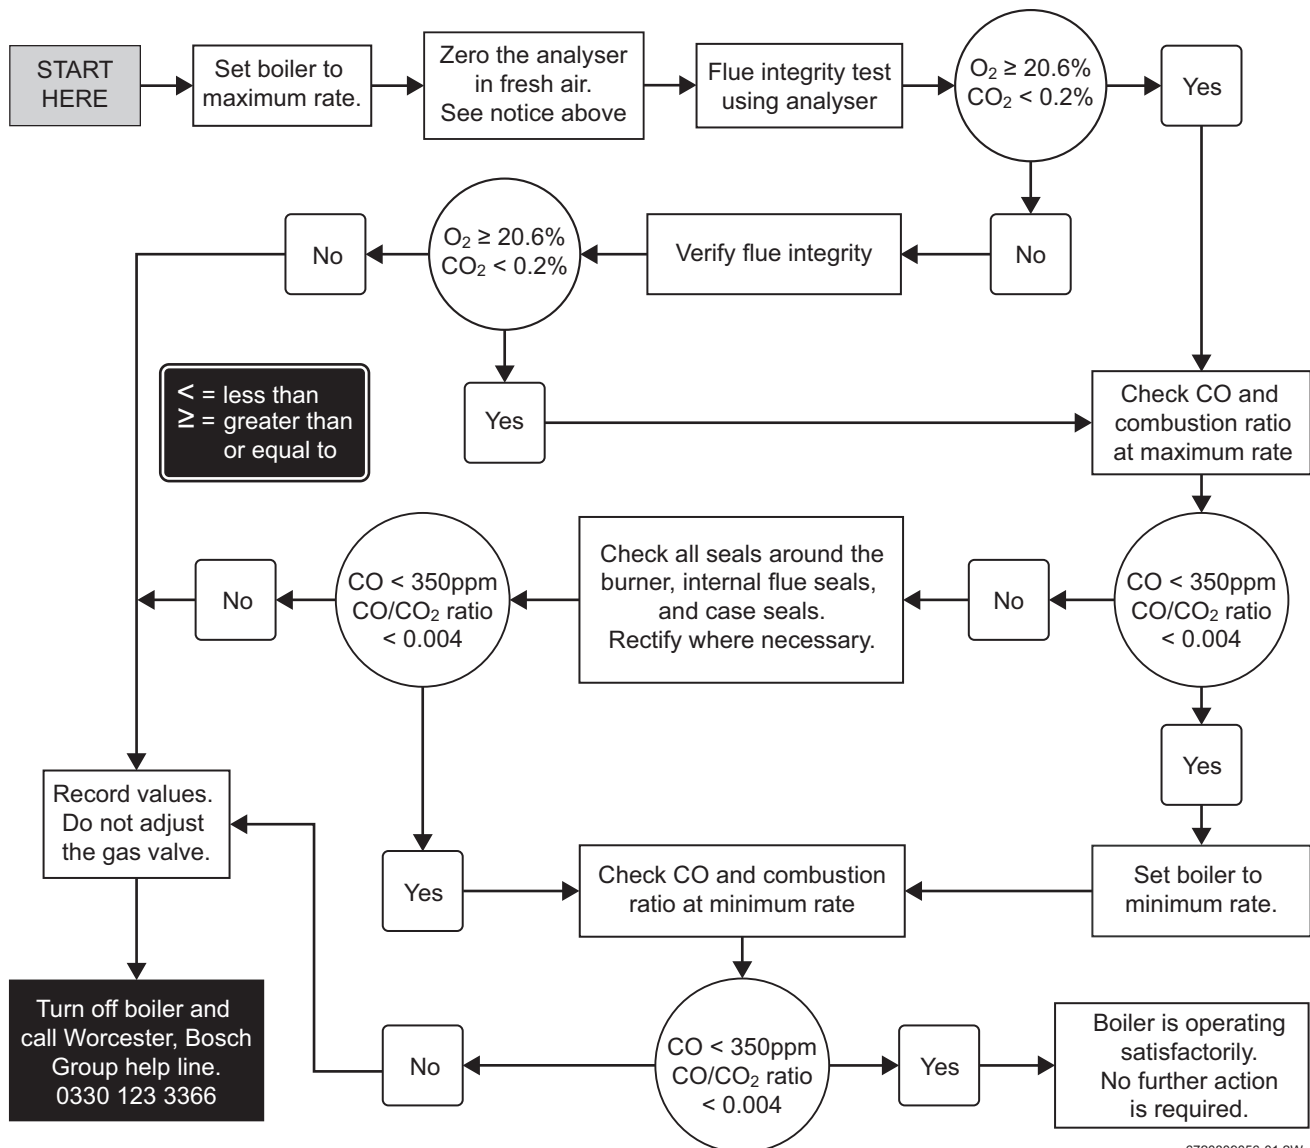 START
HERE
Set boiler to
maximum rate.
Zero the analyser
in fresh air.
See notice above
Flue integrity test
using analyser
O₂ ≥ 20.6%
CO₂ < 0.2%
Yes
No
Verify flue integrity
O₂ ≥ 20.6%
CO₂ < 0.2%
No
Yes
< = less than
≥ = greater than
or equal to
Check CO and
combustion ratio
at maximum rate
CO < 350ppm
CO/CO₂ ratio
< 0.004
No
Check all seals around the
burner, internal flue seals,
and case seals.
Rectify where necessary.
CO < 350ppm
CO/CO₂ ratio
< 0.004
No
Yes
Yes
Set boiler to
minimum rate.
Check CO and combustion
ratio at minimum rate
Record values.
Do not adjust
the gas valve.
CO < 350ppm
CO/CO₂ ratio
< 0.004
No
Yes
Boiler is operating
satisfactorily.
No further action
is required.
Turn off boiler and
call Worcester, Bosch
Group help line.
0330 123 3366